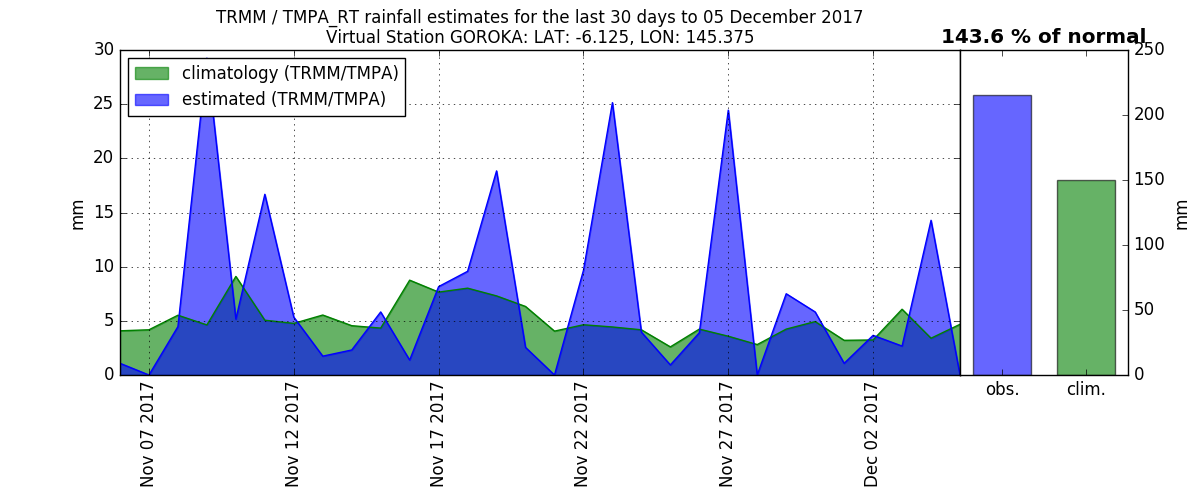 TRMM / TMPA_RT rainfall estimates for the last 30 days to 05 December 2017
Virtual Station GOROKA: LAT: -6.125, LON: 145.375
143.6 % of normal
climatology (TRMM/TMPA)
estimated (TRMM/TMPA)
30
25
20
15
10
5
0
mm
Nov 07 2017
Nov 12 2017
Nov 17 2017
Nov 22 2017
Nov 27 2017
Dec 02 2017
250
200
150
100
50
0
mm
obs.
clim.